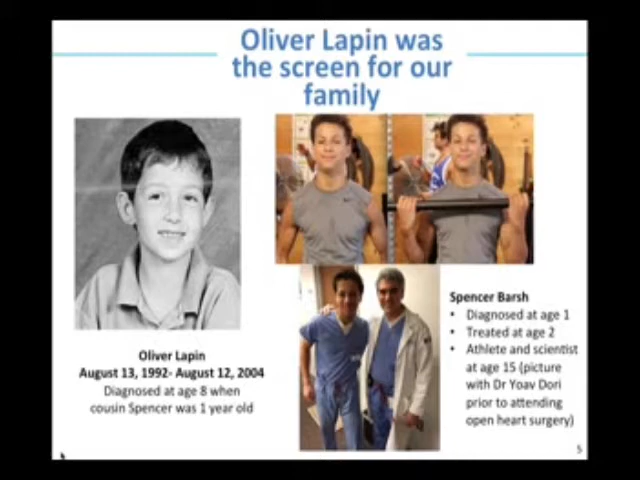 Oliver Lapin was
the screen for our
family
Oliver Lapin
August 13, 1992- August 12, 2004
Diagnosed at age 8 when
cousin Spencer was 1 year old
Spencer Barsh
• Diagnosed at age 1
• Treated at age 2
• Athlete and scientist
at age 15 (picture
with Dr Yoav Dori
prior to attending
open heart surgery)
5